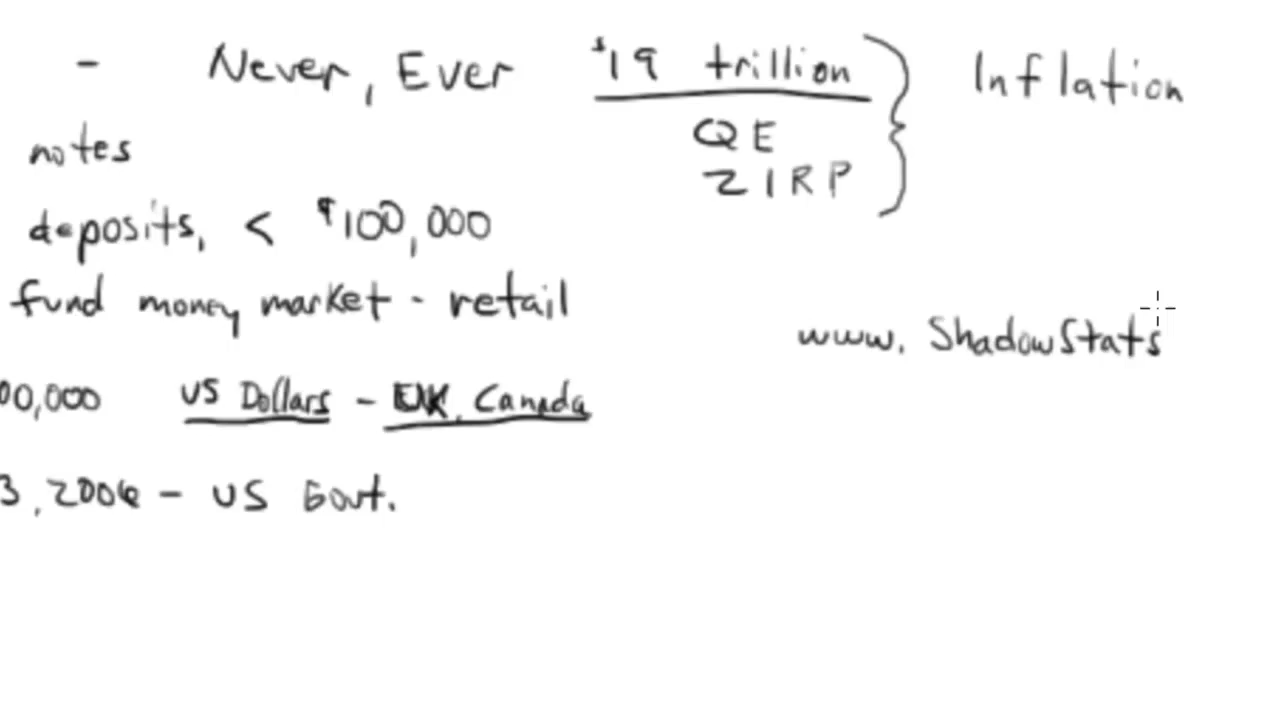 - Never, Ever $19 trillion } Inflation
QE
ZIRP
notes
deposits, < $100,000
fund money market - retail
www. ShadowStats
00,000 US Dollars - UK, Canada
3, 2006 - US Govt.